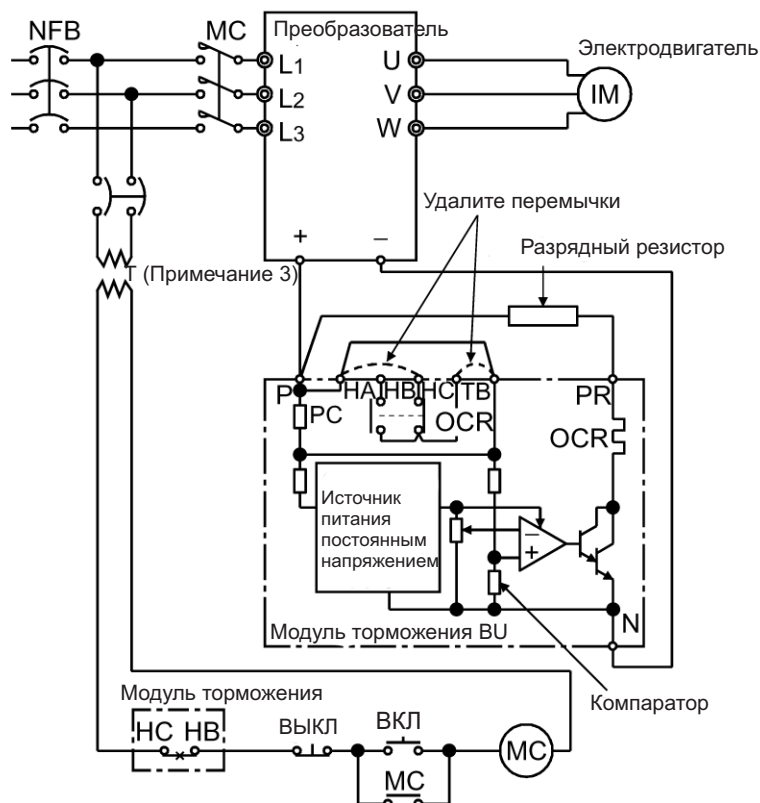 NFB
MC
Преобразователь
Электродвигатель
L1
U
L2
V
IM
L3
W
Удалите перемычки
+
−
Разрядный резистор
T (Примечание 3)
P
HA
HB
HC
TB
PR
PC
OCR
OCR
Источник
питания
постоянным
напряжением
−
+
N
Модуль торможения BU
Компаратор
Модуль торможения
HC
HB
ВЫКЛ
ВКЛ
MC
MC